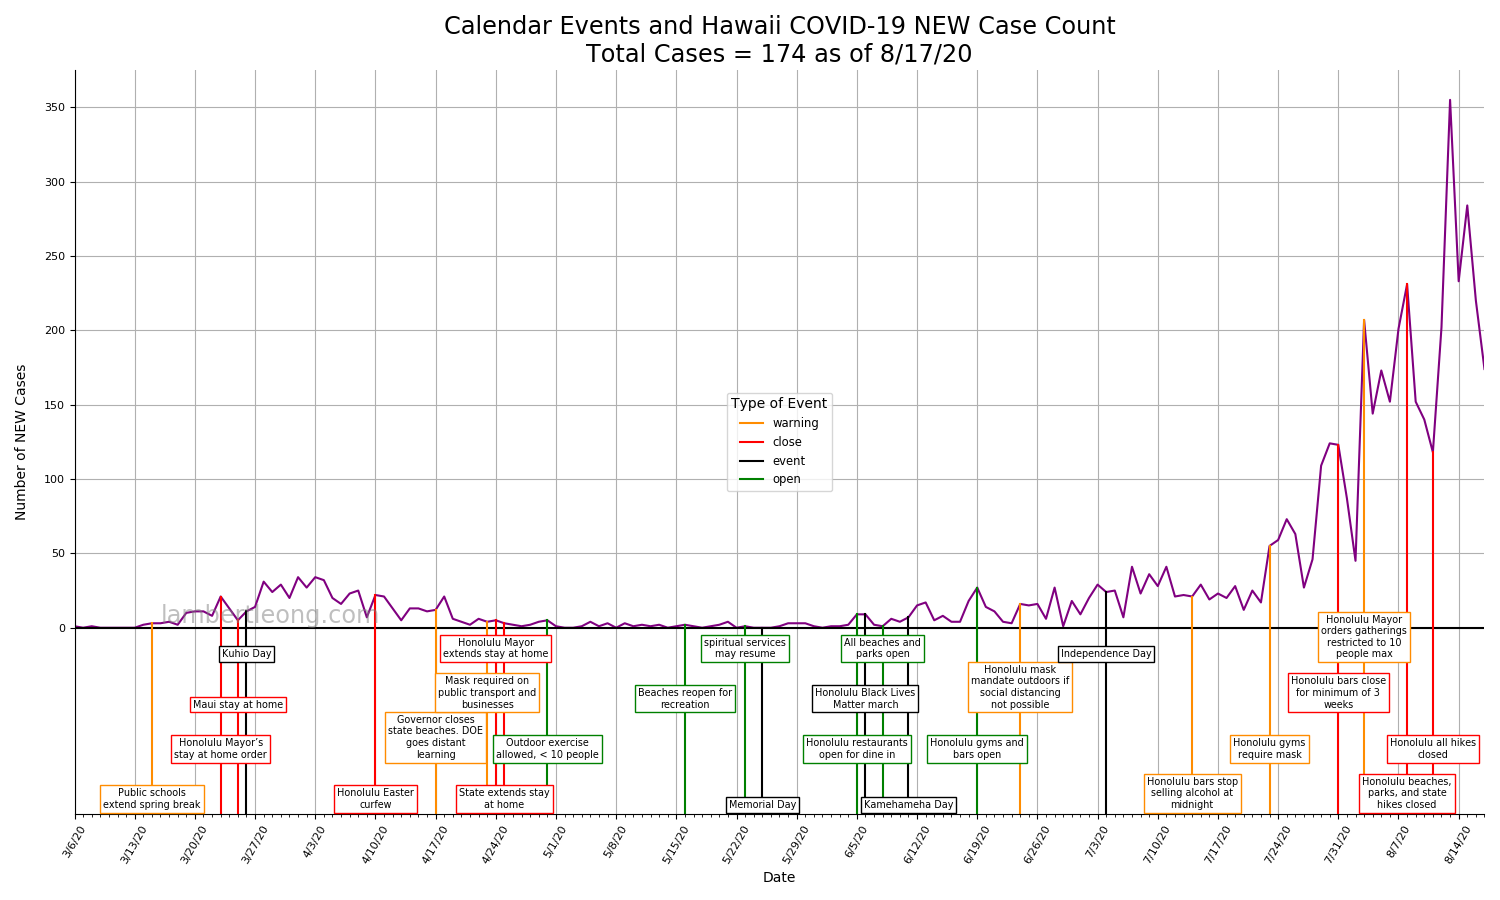 Calendar Events and Hawaii COVID-19 NEW Case Count
Total Cases = 174 as of 8/17/20
Number of NEW Cases
350
300
250
200
150
100
50
0
Type of Event
warning
close
event
open
lambertleong.com
Public schools
extend spring break
Honolulu Mayor's
stay at home order
Maui stay at home
Kuhio Day
Honolulu Easter
curfew
Governor closes
state beaches. DOE
goes distant
learning
Mask required on
public transport and
businesses
Honolulu Mayor
extends stay at home
State extends stay
at home
Outdoor exercise
allowed, < 10 people
Beaches reopen for
recreation
spiritual services
may resume
Memorial Day
Honolulu restaurants
open for dine in
Honolulu Black Lives
Matter march
All beaches and
parks open
Kamehameha Day
Honolulu gyms and
bars open
Honolulu mask
mandate outdoors if
social distancing
not possible
Independence Day
Honolulu bars stop
selling alcohol at
midnight
Honolulu gyms
require mask
Honolulu bars close
for minimum of 3
weeks
Honolulu Mayor
orders gatherings
restricted to 10
people max
Honolulu beaches,
parks, and state
hikes closed
Honolulu all hikes
closed
3/6/20
3/13/20
3/20/20
3/27/20
4/3/20
4/10/20
4/17/20
4/24/20
5/1/20
5/8/20
5/15/20
5/22/20
5/29/20
6/5/20
6/12/20
6/19/20
6/26/20
7/3/20
7/10/20
7/17/20
7/24/20
7/31/20
8/7/20
8/14/20
Date